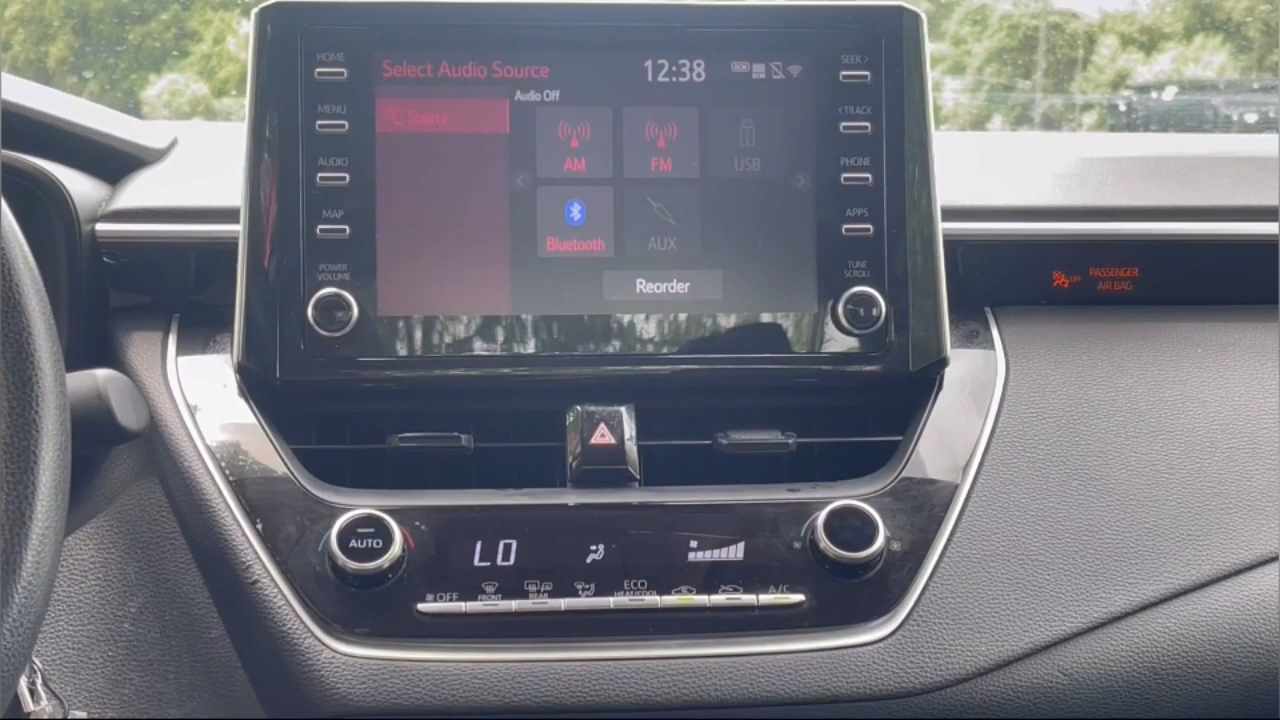 HOME
MENU
AUDIO
MAP
POWER
VOLUME
Select Audio Source
12:38
Source
Audio Off
AM
FM
USB
Bluetooth
AUX
Reorder
SEEK >
< TRACK
PHONE
APPS
TUNE
SCROLL
OFF
PASSENGER
AIR BAG
AUTO
LO
OFF
FRONT
REAR
ECO
HEAT/COOL
A/C